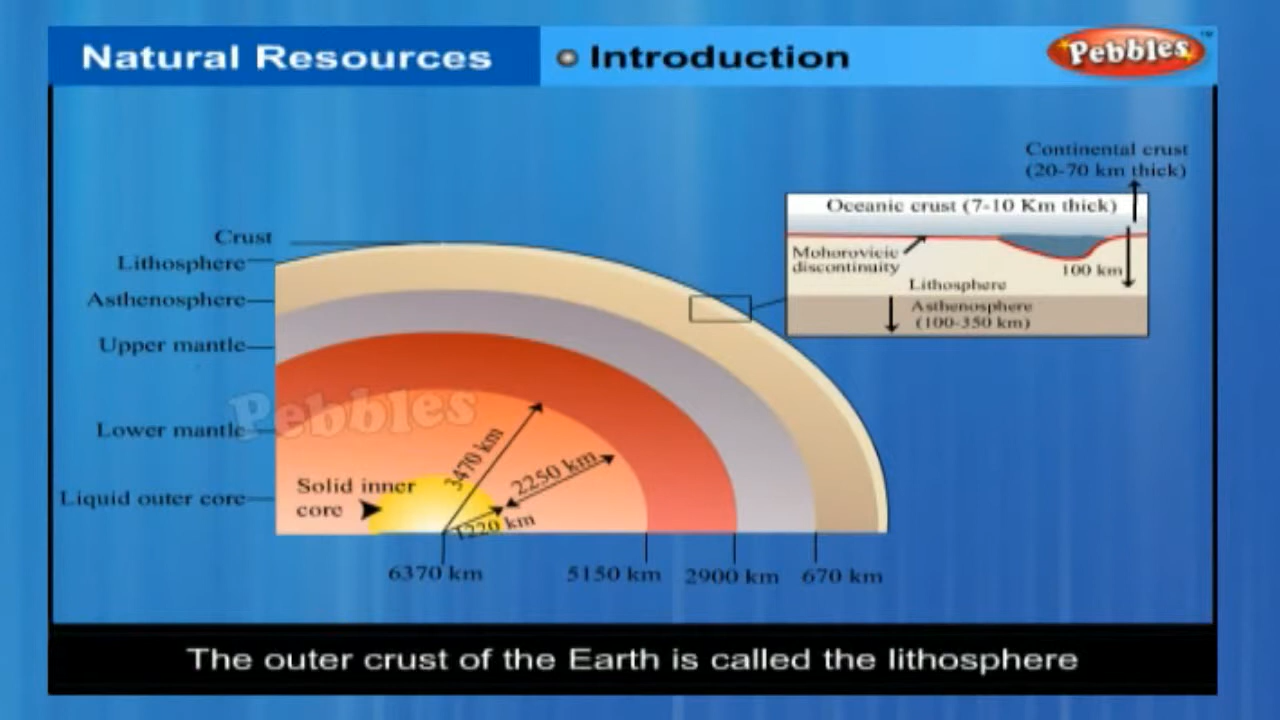 Natural Resources
Introduction
Pebbles
TM
Continental crust
(20-70 km thick)
Oceanic crust (7-10 Km thick)
Mohorovicic
discontinuity
100 km
Lithosphere
Asthenosphere
(100-350 km)
Crust
Lithosphere
Asthenosphere
Upper mantle
Pebbles
Lower mantle
3470 km
2250 km
Solid inner
core
Liquid outer core
1220 km
6370 km
5150 km
2900 km
670 km
The outer crust of the Earth is called the lithosphere